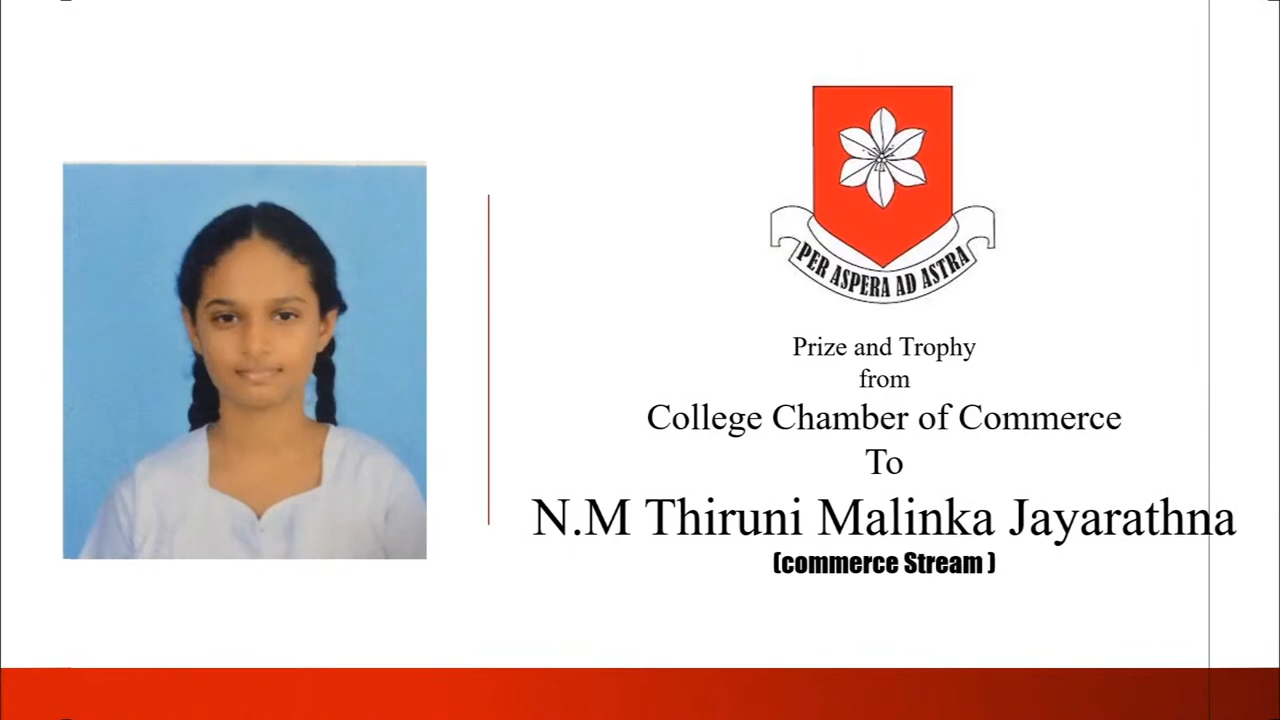 PER ASPERA AD ASTRA
Prize and Trophy
from
College Chamber of Commerce
To
N.M Thiruni Malinka Jayarathna
(commerce Stream )